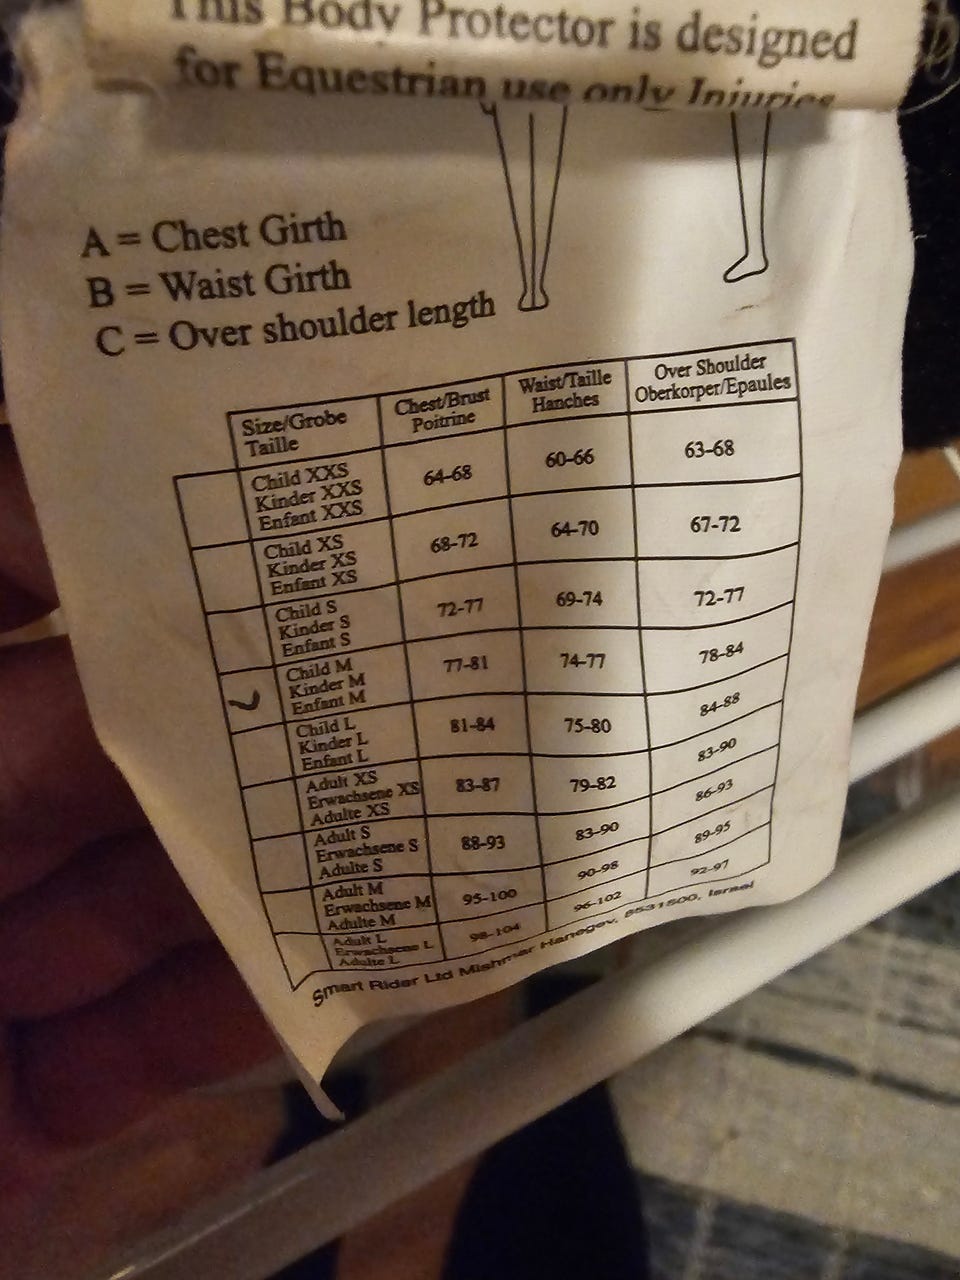 This Body Protector is designed
for Equestrian use only Injuries
A = Chest Girth
B = Waist Girth
C = Over shoulder length
Size/Grobe
Taille
Chest/Brust
Poitrine
Waist/Taille
Hanches
Over Shoulder
Oberkorper/Epaules
Child XXS
Kinder XXS
Enfant XXS
64-68
60-66
63-68
Child XS
Kinder XS
Enfant XS
68-72
64-70
67-72
Child S
Kinder S
Enfant S
72-77
69-74
72-77
Child M
Kinder M
Enfant M
77-81
74-77
78-84
Child L
Kinder L
Enfant L
81-84
75-80
84-88
Adult XS
Erwachsene XS
Adulte XS
83-87
79-82
83-90
Adult S
Erwachsene S
Adulte S
88-93
83-90
86-93
Adult M
Erwachsene M
Adulte M
95-100
90-98
89-95
Adult L
Erwachsene L
Adulte L
98-104
96-102
92-97
Smart Rider Ltd Mishmar Hanegev, 8531500, Israel